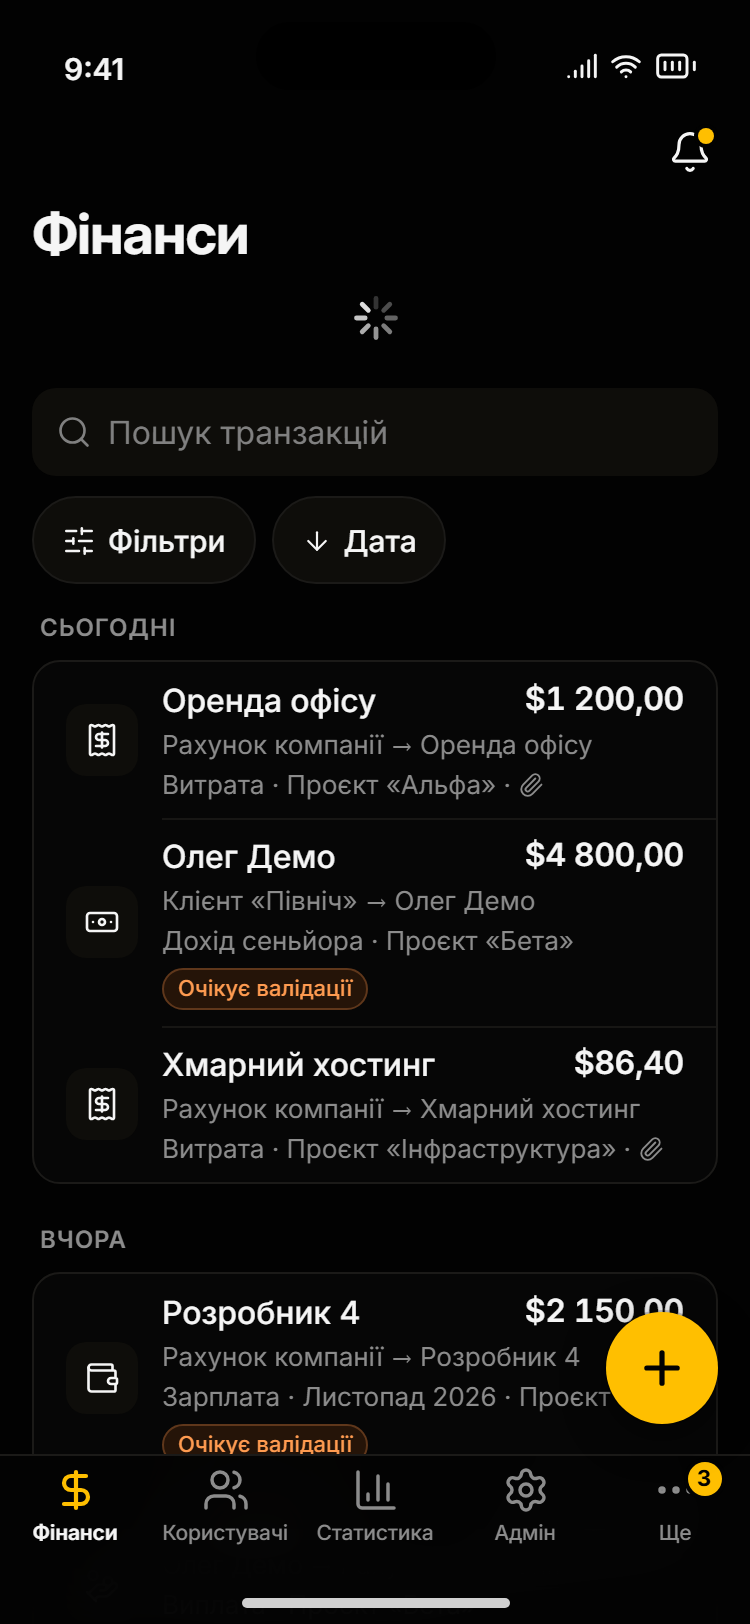 9:41
Фінанси
Пошук транзакцій
Фільтри
Дата
СЬОГОДНІ
Оренда офісу $1 200,00
Рахунок компанії → Оренда офісу
Витрата · Проєкт «Альфа» ·
Олег Демо $4 800,00
Клієнт «Північ» → Олег Демо
Дохід сеньйора · Проєкт «Бета»
Очікує валідації
Хмарний хостинг $86,40
Рахунок компанії → Хмарний хостинг
Витрата · Проєкт «Інфраструктура» ·
ВЧОРА
Розробник 4 $2 150,00
Рахунок компанії → Розробник 4
Зарплата · Листопад 2026 · Проєкт
Очікує валідації
3
Фінанси Користувачі Статистика Адмін Ще